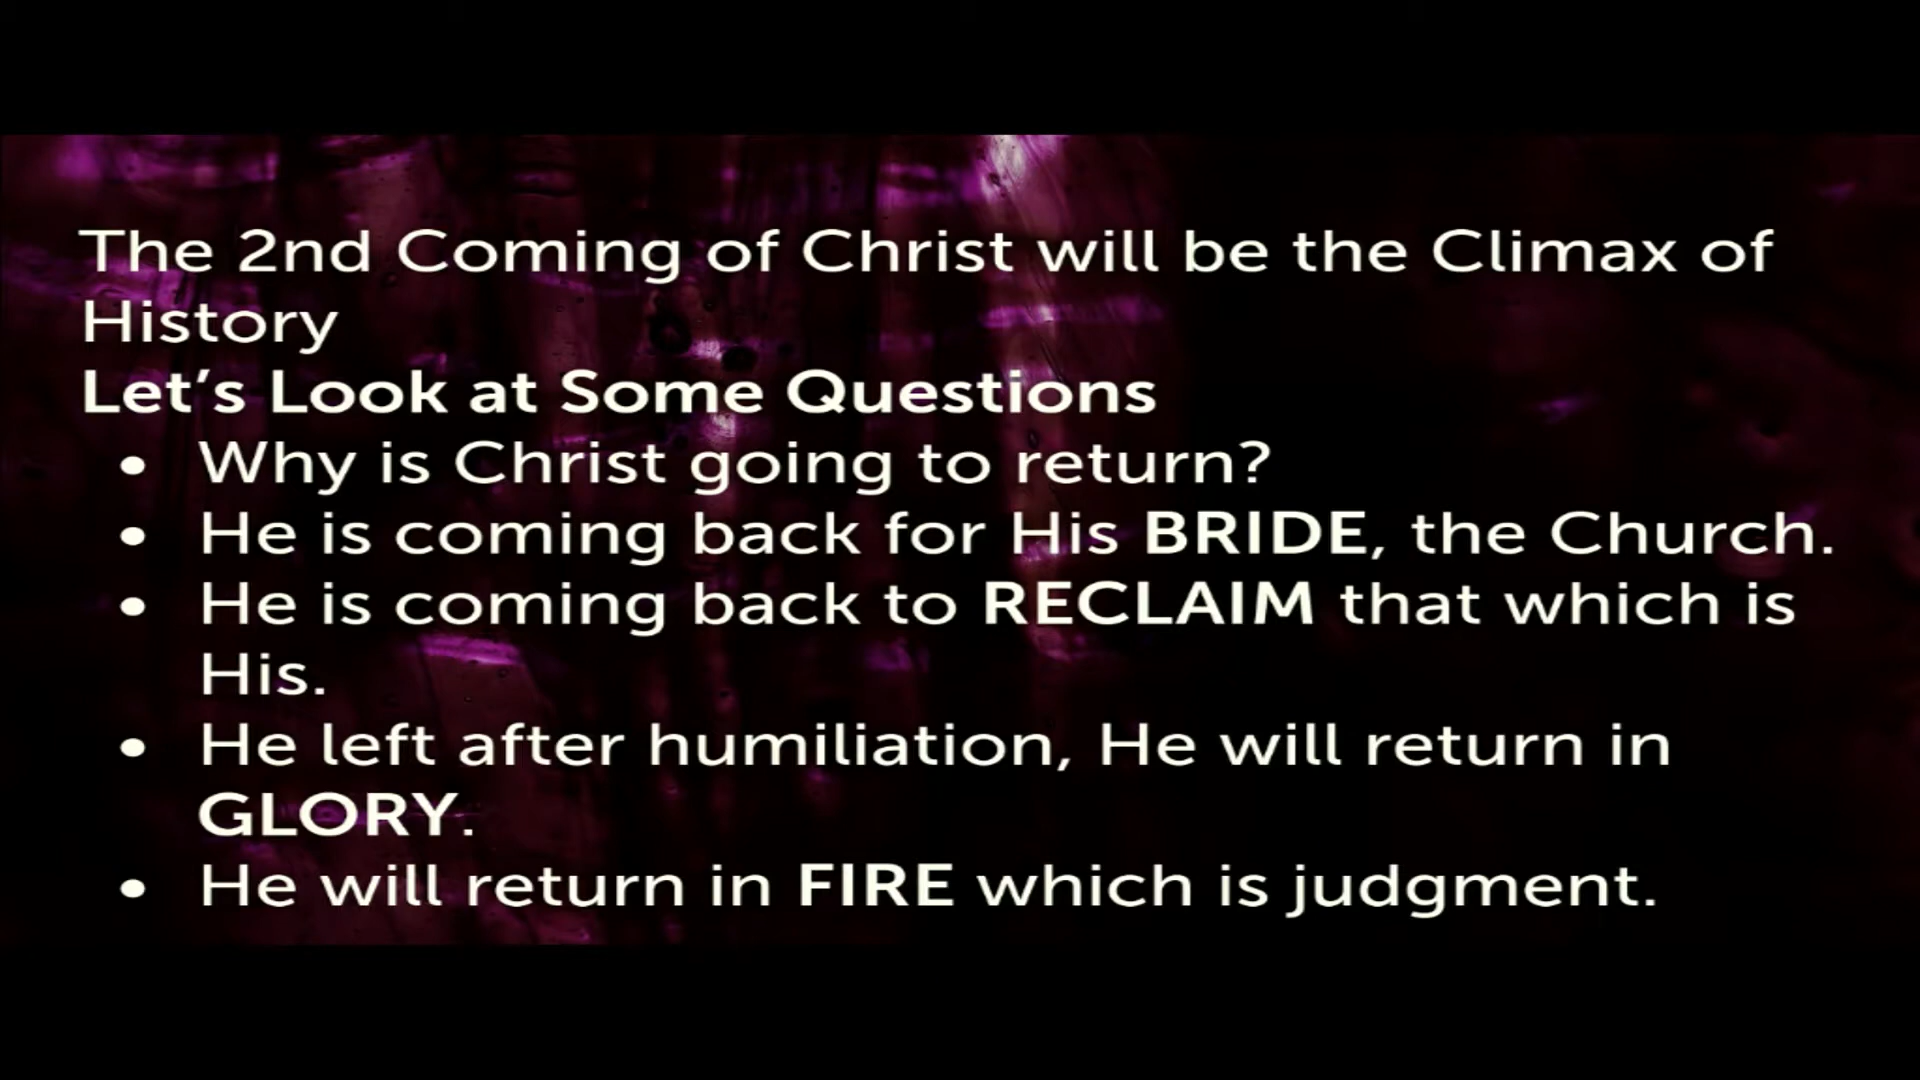 The 2nd Coming of Christ will be the Climax of
History
Let’s Look at Some Questions
• Why is Christ going to return?
• He is coming back for His BRIDE, the Church.
• He is coming back to RECLAIM that which is
His.
• He left after humiliation, He will return in
GLORY.
• He will return in FIRE which is judgment.